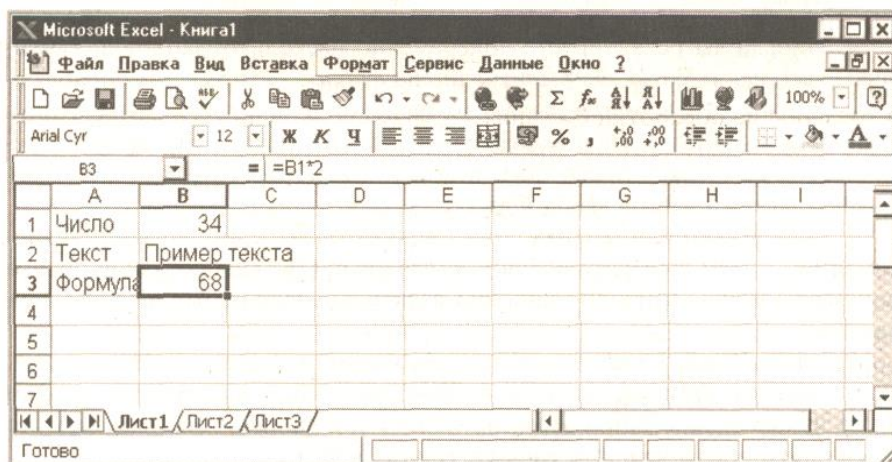 Microsoft Excel - Книга1
Файл Правка Вид Вставка Формат Сервис Данные Окно ?
100%
Arial Cyr 12 Ж К Ч % , ,00
B3 = =B1*2
A B C D E F G H I
1 Число 34
2 Текст Пример текста
3 Формула 68
4
5
6
7
Лист1 Лист2 Лист3
Готово